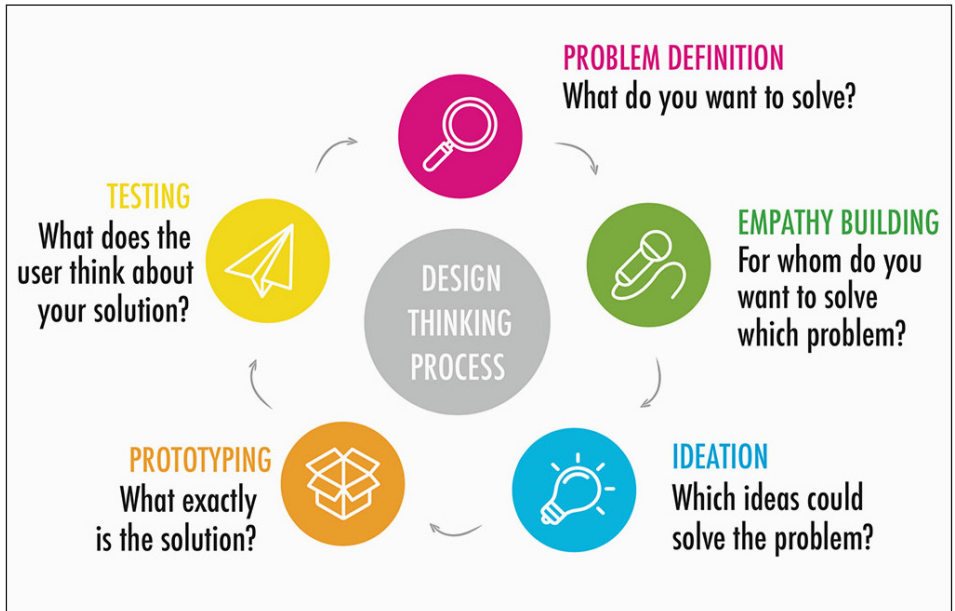 PROBLEM DEFINITION
What do you want to solve?
EMPATHY BUILDING
For whom do you
want to solve
which problem?
IDEATION
Which ideas could
solve the problem?
PROTOTYPING
What exactly
is the solution?
TESTING
What does the
user think about
your solution?
DESIGN
THINKING
PROCESS